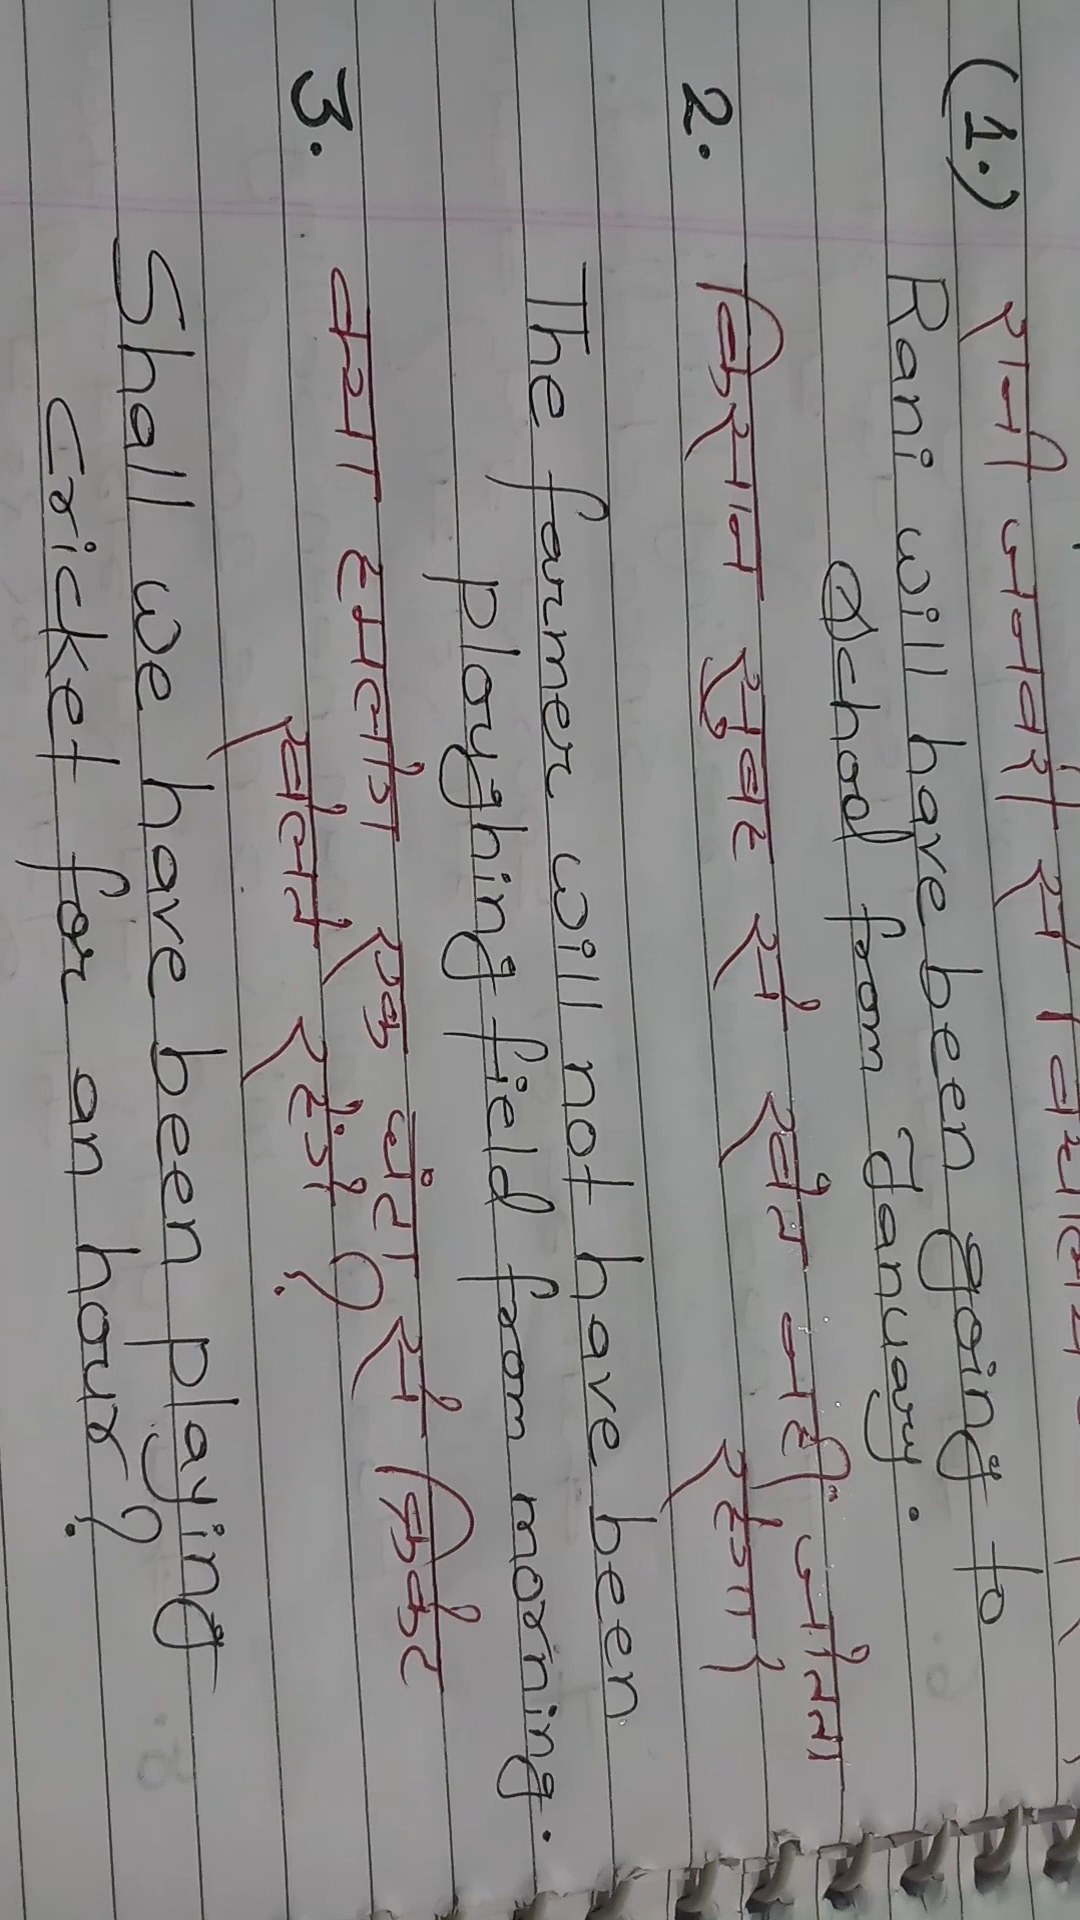 (1.) रानी जनवरी से विद्यालय
Rani will have been going to
School from January.
2. किसान सुबह से खेत नहीं जोतता
रहेगा
The farmer will not have been
ploughing field from morning.
3. क्या हमलोग एक घंटा से क्रिकेट
खेलते रहेंगे?
Shall we have been playing
cricket for an hour?